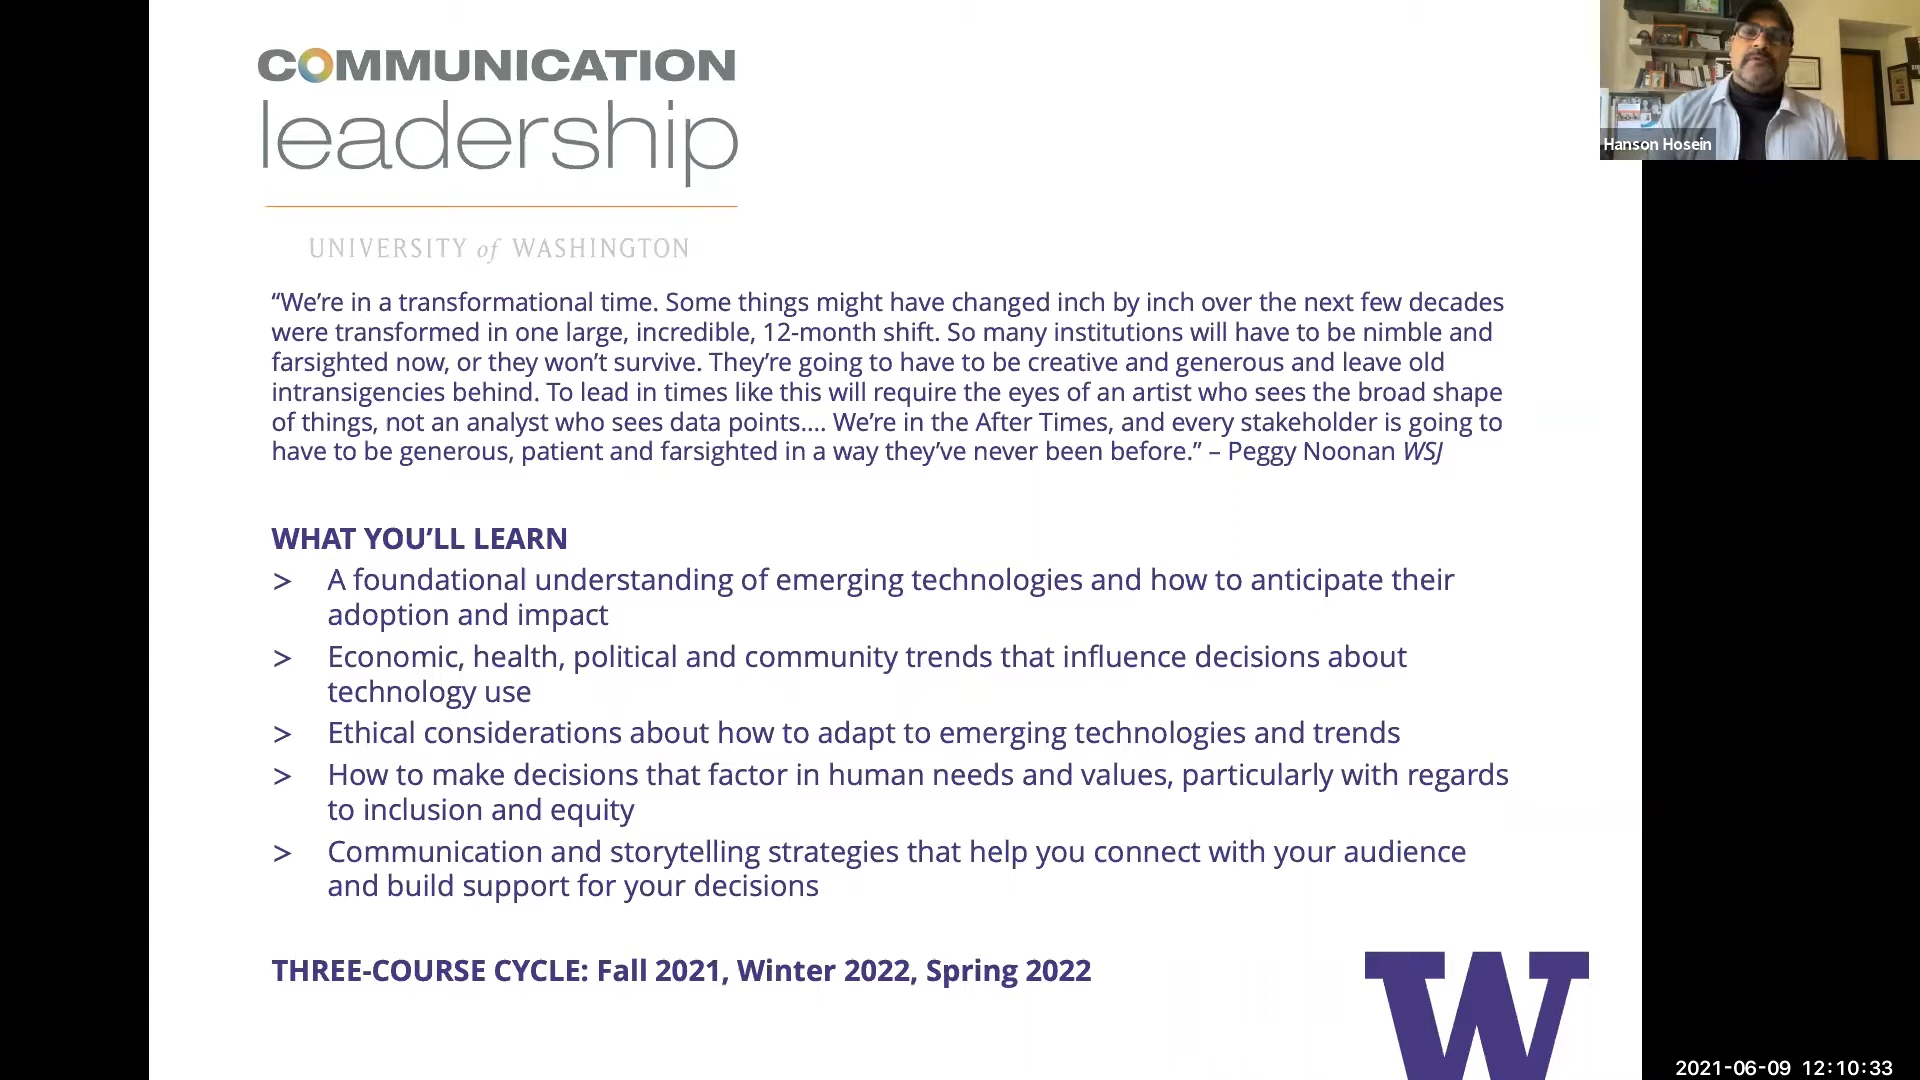 COMMUNICATION
leadership
UNIVERSITY of WASHINGTON
Hanson Hosein
“We’re in a transformational time. Some things might have changed inch by inch over the next few decades
were transformed in one large, incredible, 12-month shift. So many institutions will have to be nimble and
farsighted now, or they won’t survive. They’re going to have to be creative and generous and leave old
intransigencies behind. To lead in times like this will require the eyes of an artist who sees the broad shape
of things, not an analyst who sees data points.... We’re in the After Times, and every stakeholder is going to
have to be generous, patient and farsighted in a way they’ve never been before.” – Peggy Noonan WSJ
WHAT YOU’LL LEARN
> A foundational understanding of emerging technologies and how to anticipate their
adoption and impact
> Economic, health, political and community trends that influence decisions about
technology use
> Ethical considerations about how to adapt to emerging technologies and trends
> How to make decisions that factor in human needs and values, particularly with regards
to inclusion and equity
> Communication and storytelling strategies that help you connect with your audience
and build support for your decisions
THREE-COURSE CYCLE: Fall 2021, Winter 2022, Spring 2022
W
2021-06-09 12:10:33